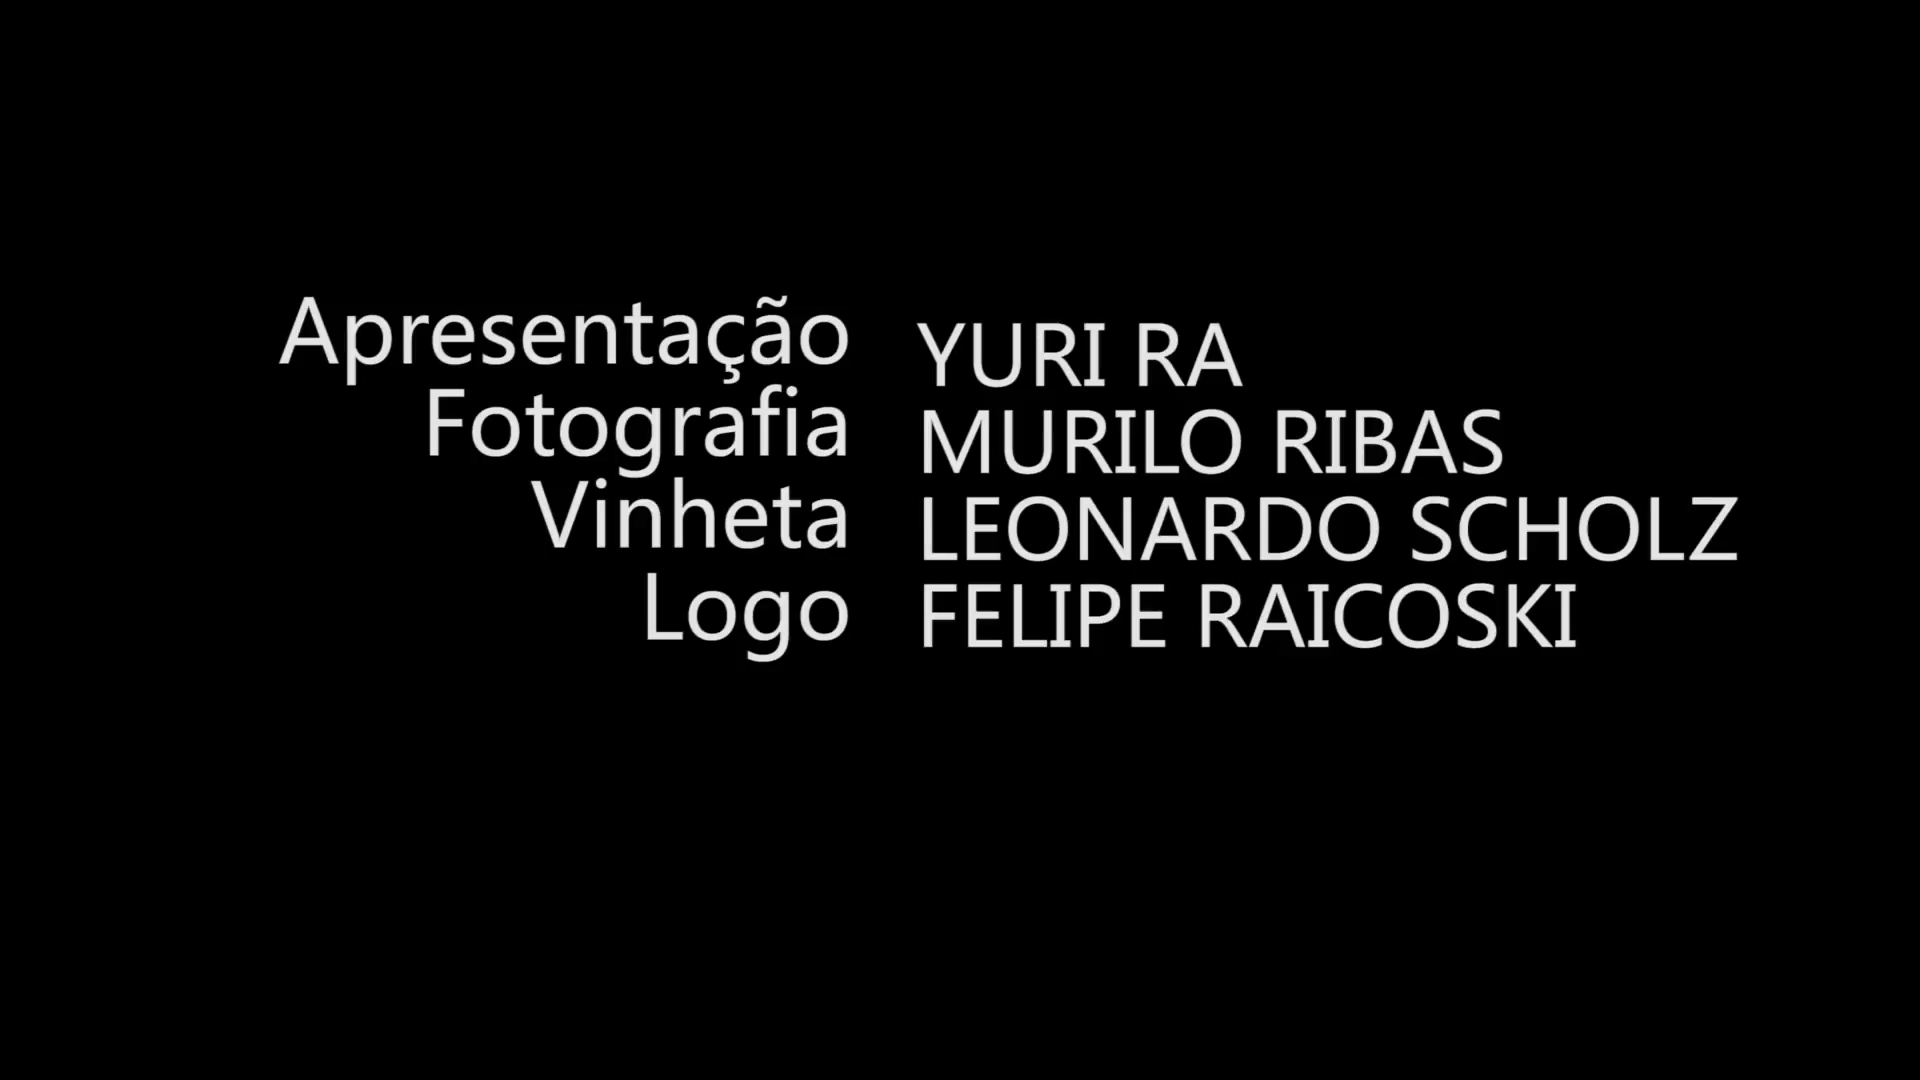 Apresentação YURI RA
Fotografia MURILO RIBAS
Vinheta LEONARDO SCHOLZ
Logo FELIPE RAICOSKI